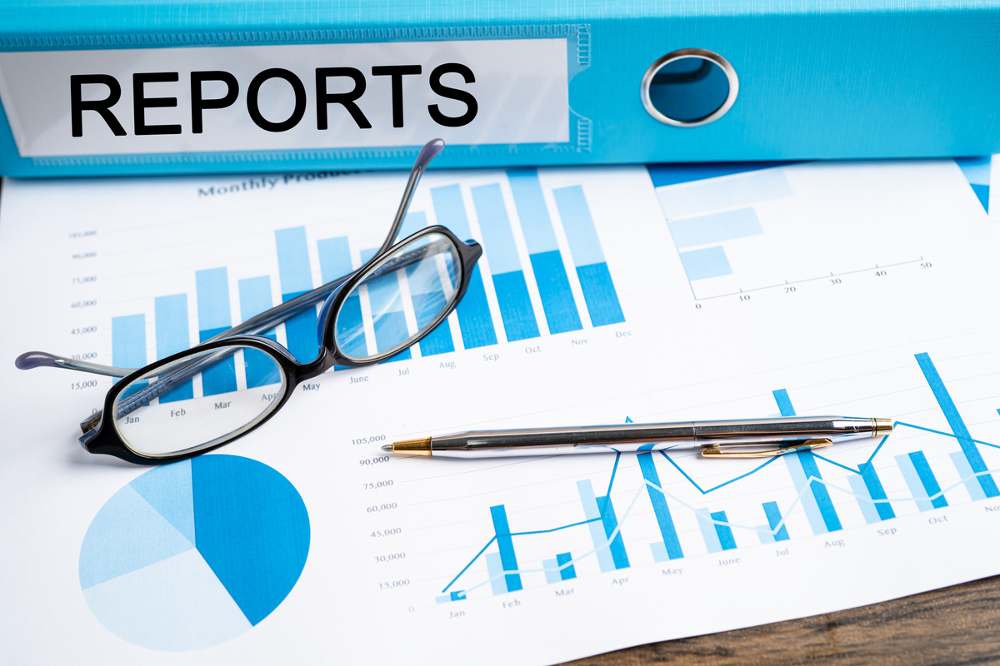 REPORTS
Monthly Product
105,000
90,000
75,000
60,000
45,000
30,000
15,000
0
Jan
Feb
Mar
Apr
May
June
Jul
Aug
Sep
Oct
Nov
Dec
0
10
20
30
40
50
105,000
90,000
75,000
60,000
45,000
30,000
15,000
0
Jan
Feb
Mar
Apr
May
June
Jul
Aug
Sep
Oct